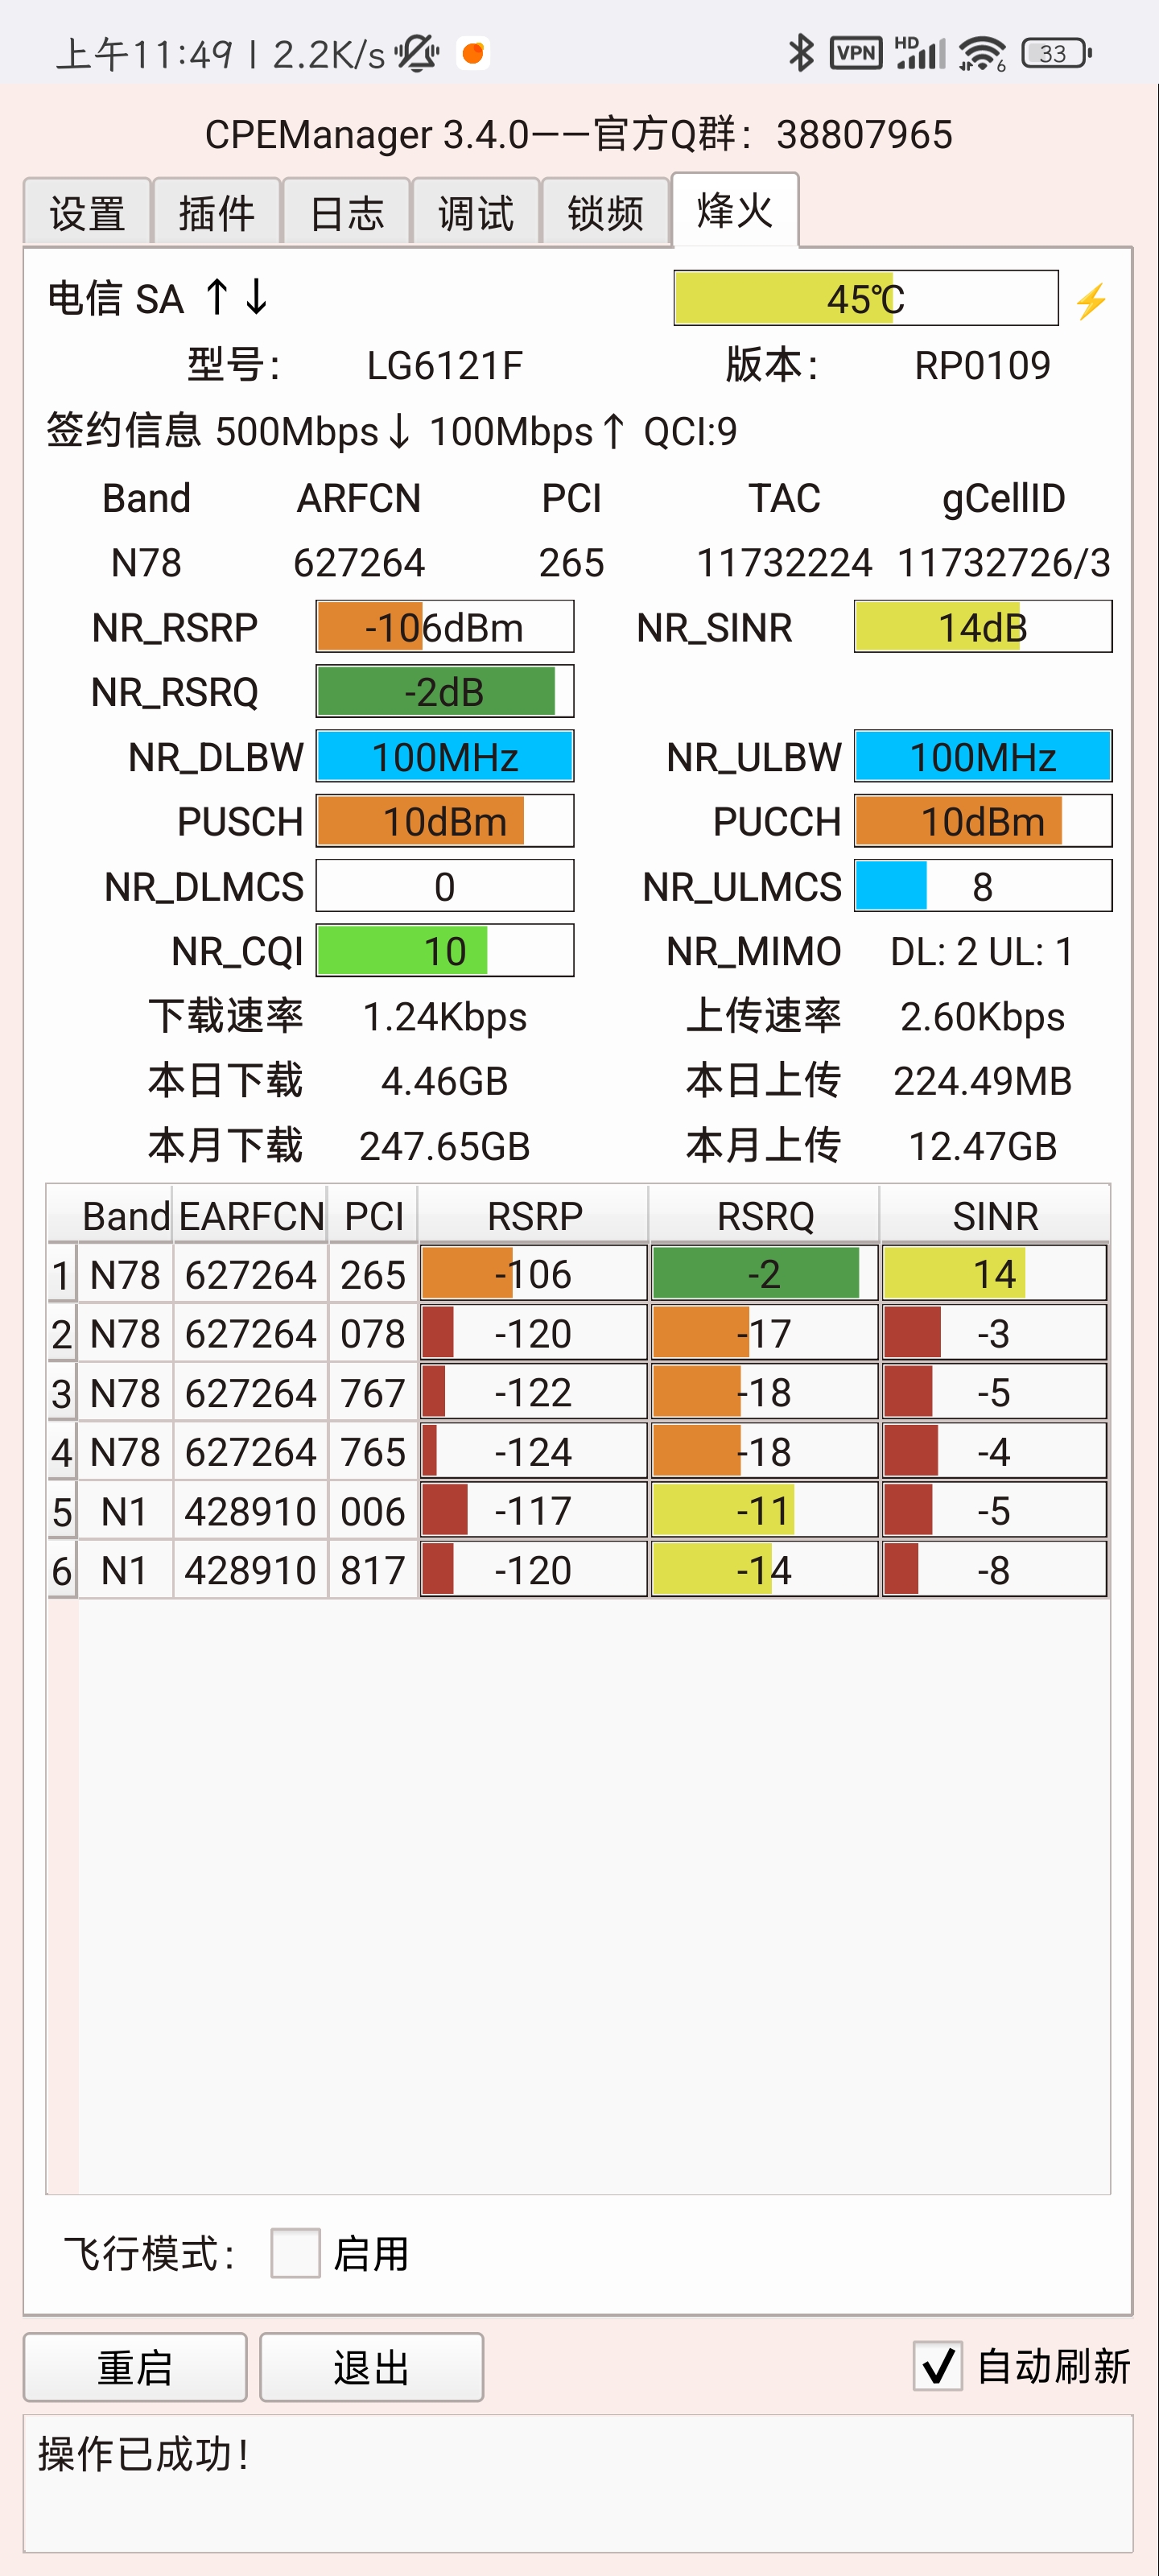 上午11:49 | 2.2K/s VPN HD 6 33
CPEManager 3.4.0——官方Q群：38807965
设置 插件 日志 调试 锁频 烽火
电信 SA ↑↓ 45℃
型号： LG6121F 版本： RP0109
签约信息 500Mbps↓ 100Mbps↑ QCI:9
Band ARFCN PCI TAC gCellID
N78 627264 265 11732224 11732726/3
NR_RSRP -106dBm NR_SINR 14dB
NR_RSRQ -2dB
NR_DLBW 100MHz NR_ULBW 100MHz
PUSCH 10dBm PUCCH 10dBm
NR_DLMCS 0 NR_ULMCS 8
NR_CQI 10 NR_MIMO DL: 2 UL: 1
下载速率 1.24Kbps 上传速率 2.60Kbps
本日下载 4.46GB 本日上传 224.49MB
本月下载 247.65GB 本月上传 12.47GB
Band EARFCN PCI RSRP RSRQ SINR
1 N78 627264 265 -106 -2 14
2 N78 627264 078 -120 -17 -3
3 N78 627264 767 -122 -18 -5
4 N78 627264 765 -124 -18 -4
5 N1 428910 006 -117 -11 -5
6 N1 428910 817 -120 -14 -8
飞行模式： 启用
重启 退出 自动刷新
操作已成功！